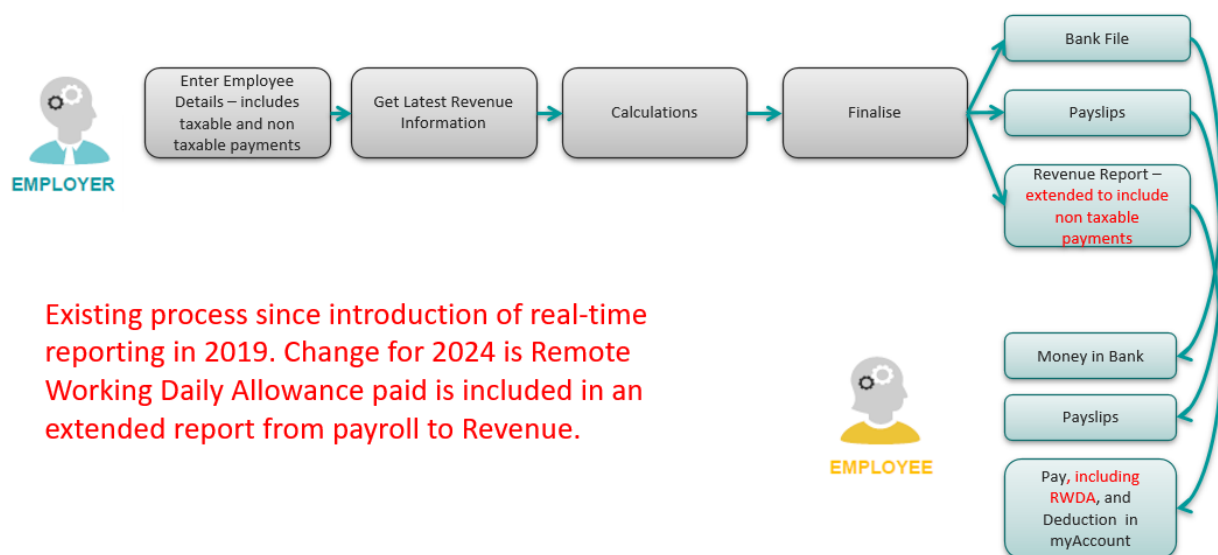 Enter Employee
Details – includes
taxable and non
taxable payments
Get Latest Revenue
Information
Calculations
Finalise
Bank File
Payslips
Revenue Report –
extended to include
non taxable
payments
EMPLOYER
Existing process since introduction of real-time
reporting in 2019. Change for 2024 is Remote
Working Daily Allowance paid is included in an
extended report from payroll to Revenue.
EMPLOYEE
Money in Bank
Payslips
Pay, including
RWDA, and
Deduction in
myAccount